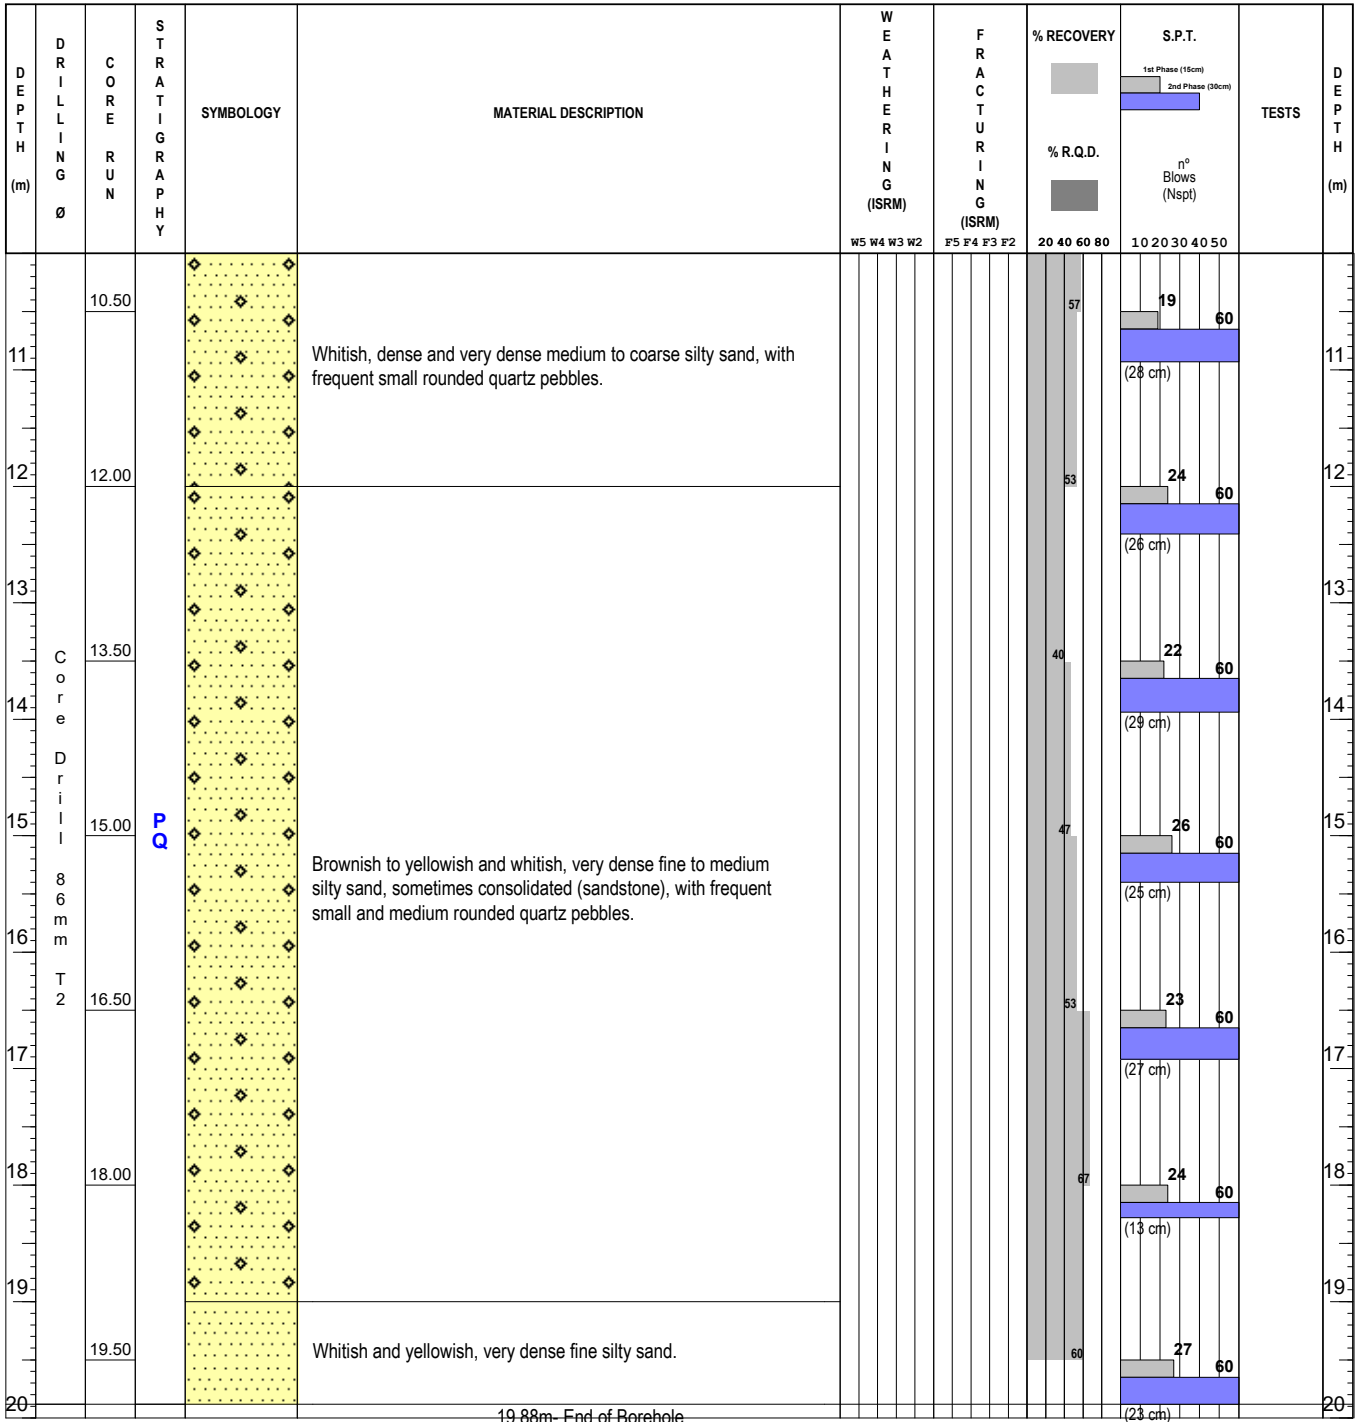 DEPTH (m)
DRILLING Ø
CORE RUN
STRATIGRAPHY
SYMBOLOGY
MATERIAL DESCRIPTION
WEATHERING (ISRM)
W5 W4 W3 W2
FRACTURING (ISRM)
F5 F4 F3 F2
% RECOVERY
% R.Q.D.
20 40 60 80
S.P.T.
1st Phase (15cm)
2nd Phase (30cm)
nº
Blows
(Nspt)
10 20 30 40 50
TESTS
DEPTH (m)
10.50
57
19
60
11
Whitish, dense and very dense medium to coarse silty sand, with
frequent small rounded quartz pebbles.
(28 cm)
11
12
12.00
53
24
60
12
(26 cm)
13
13
13.50
40
22
60
14
(29 cm)
14
Core Drill 86mm T2
15
15.00
PQ
47
26
60
15
Brownish to yellowish and whitish, very dense fine to medium
silty sand, sometimes consolidated (sandstone), with frequent
small and medium rounded quartz pebbles.
(25 cm)
16
16
16.50
53
23
60
17
(27 cm)
17
18
18.00
67
24
60
18
(13 cm)
19
19
19.50
Whitish and yellowish, very dense fine silty sand.
60
27
60
20
19.88m- End of Borehole
(23 cm)
20